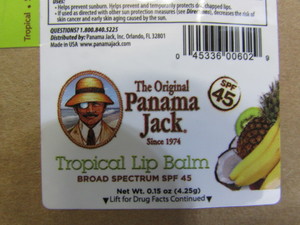 Tropical
Uses:
• Helps prevent sunburn. Helps prevent and temporarily protects chapped lips.
• If used as directed with other sun protection measures (see Directions), decreases the risk of
skin cancer and early skin aging caused by the sun.
QUESTIONS? 1.800.840.5225
Distributed by: Panama Jack, Inc. Orlando, FL 32801
Made in USA www.panamajack.com
0 45336 00602 9
The Original
Panama
Jack®
Since 1974
SPF
45
Tropical Lip Balm
BROAD SPECTRUM SPF 45
Net Wt. 0.15 oz (4.25g)
▼Lift for Drug Facts Continued▼